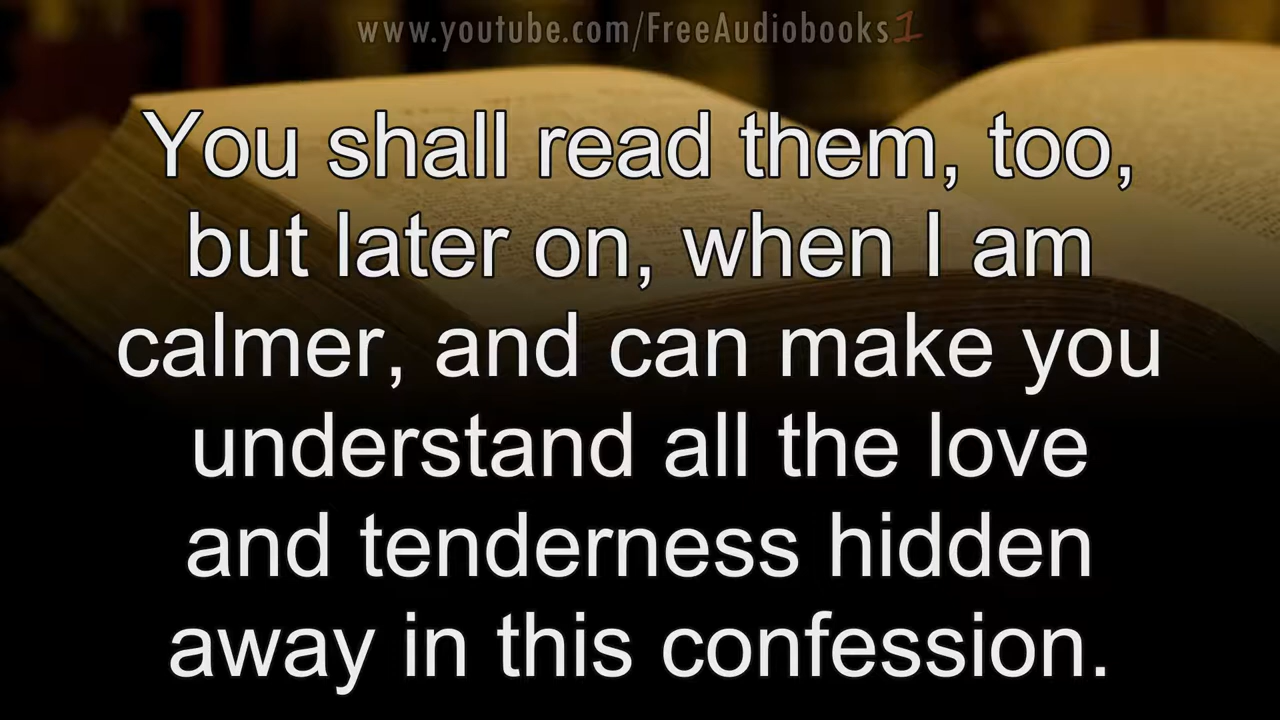 www.youtube.com/FreeAudiobooks1
You shall read them, too,
but later on, when I am
calmer, and can make you
understand all the love
and tenderness hidden
away in this confession.